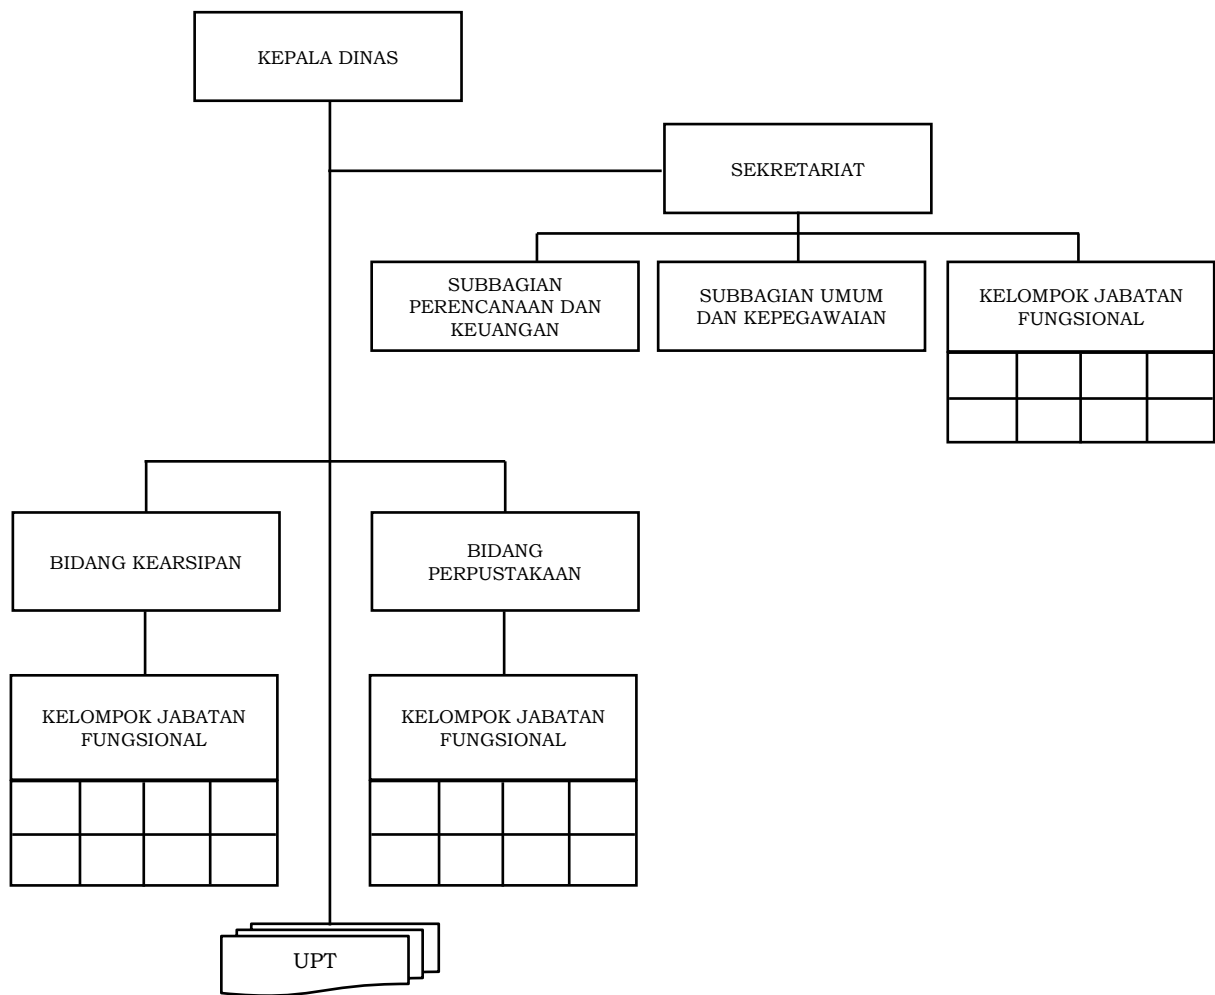 KEPALA DINAS
SEKRETARIAT
SUBBAGIAN
PERENCANAAN DAN
KEUANGAN
SUBBAGIAN UMUM
DAN KEPEGAWAIAN
KELOMPOK JABATAN
FUNGSIONAL
BIDANG KEARSIPAN
BIDANG
PERPUSTAKAAN
KELOMPOK JABATAN
FUNGSIONAL
KELOMPOK JABATAN
FUNGSIONAL
UPT